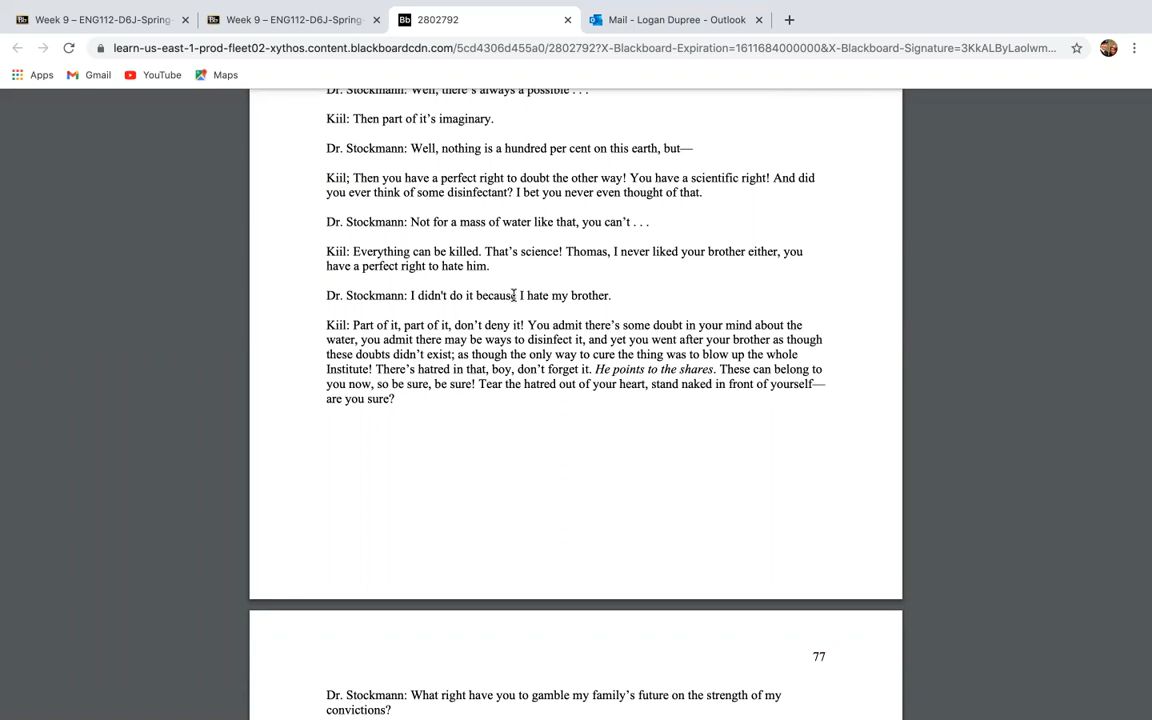 Week 9 – ENG112-D6J-Spring-
Week 9 – ENG112-D6J-Spring-
Bb 2802792
Mail - Logan Dupree - Outlook
learn-us-east-1-prod-fleet02-xythos.content.blackboardcdn.com/5cd4306d455a0/2802792?X-Blackboard-Expiration=1611684000000&X-Blackboard-Signature=3KkALByLaolwm...
Apps Gmail YouTube Maps
Dr. Stockmann: Well, there's always a possible . . .
Kiil: Then part of it's imaginary.
Dr. Stockmann: Well, nothing is a hundred per cent on this earth, but—
Kiil; Then you have a perfect right to doubt the other way! You have a scientific right! And did
you ever think of some disinfectant? I bet you never even thought of that.
Dr. Stockmann: Not for a mass of water like that, you can't . . .
Kiil: Everything can be killed. That's science! Thomas, I never liked your brother either, you
have a perfect right to hate him.
Dr. Stockmann: I didn't do it because I hate my brother.
Kiil: Part of it, part of it, don't deny it! You admit there's some doubt in your mind about the
water, you admit there may be ways to disinfect it, and yet you went after your brother as though
these doubts didn't exist; as though the only way to cure the thing was to blow up the whole
Institute! There's hatred in that, boy, don't forget it. He points to the shares. These can belong to
you now, so be sure, be sure! Tear the hatred out of your heart, stand naked in front of yourself—
are you sure?
77
Dr. Stockmann: What right have you to gamble my family's future on the strength of my
convictions?